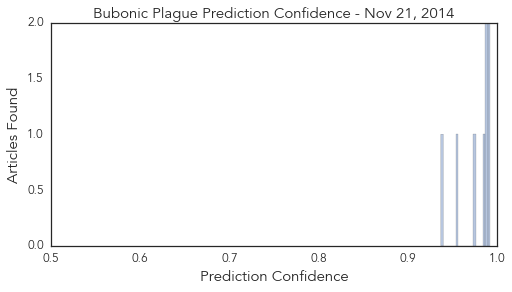 Bubonic Plague Prediction Confidence - Nov 21, 2014
2.0
1.5
1.0
0.5
0.0
Articles Found
0.5 0.6 0.7 0.8 0.9 1.0
Prediction Confidence